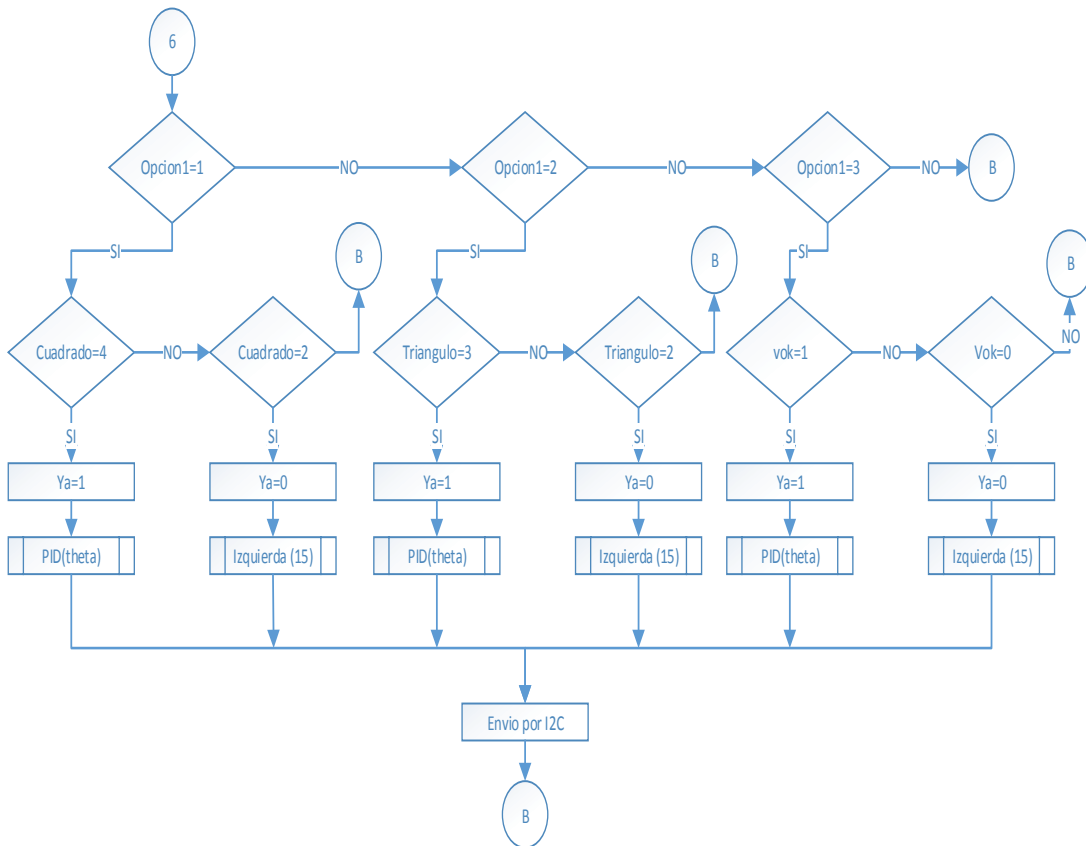 6
Opcion1=1
NO
Opcion1=2
NO
Opcion1=3
NO
B
SI
B
SI
B
SI
B
Cuadrado=4
NO
Cuadrado=2
Triangulo=3
NO
Triangulo=2
vok=1
NO
Vok=0
NO
SI
SI
SI
SI
SI
SI
Ya=1
Ya=0
Ya=1
Ya=0
Ya=1
Ya=0
PID(theta)
Izquierda (15)
PID(theta)
Izquierda (15)
PID(theta)
Izquierda (15)
Envio por I2C
B